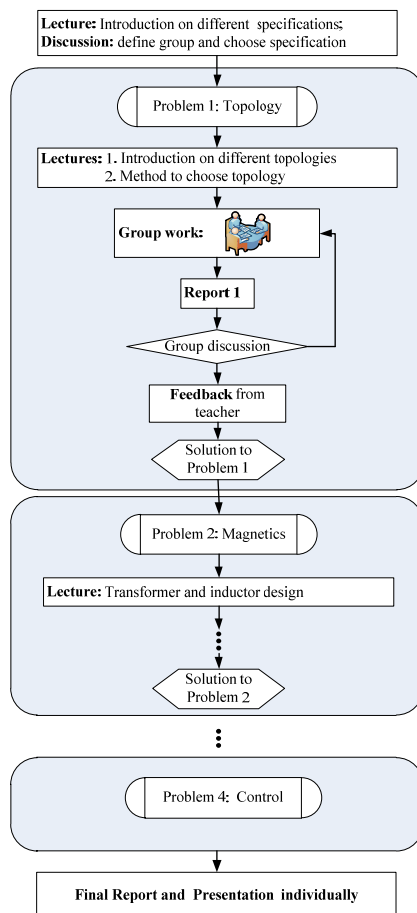 Lecture: Introduction on different specifications;
Discussion: define group and choose specification
Problem 1: Topology
Lectures: 1. Introduction on different topologies
2. Method to choose topology
Group work:
Report 1
Group discussion
Feedback from
teacher
Solution to
Problem 1
Problem 2: Magnetics
Lecture: Transformer and inductor design
Solution to
Problem 2
Problem 4: Control
Final Report and Presentation individually